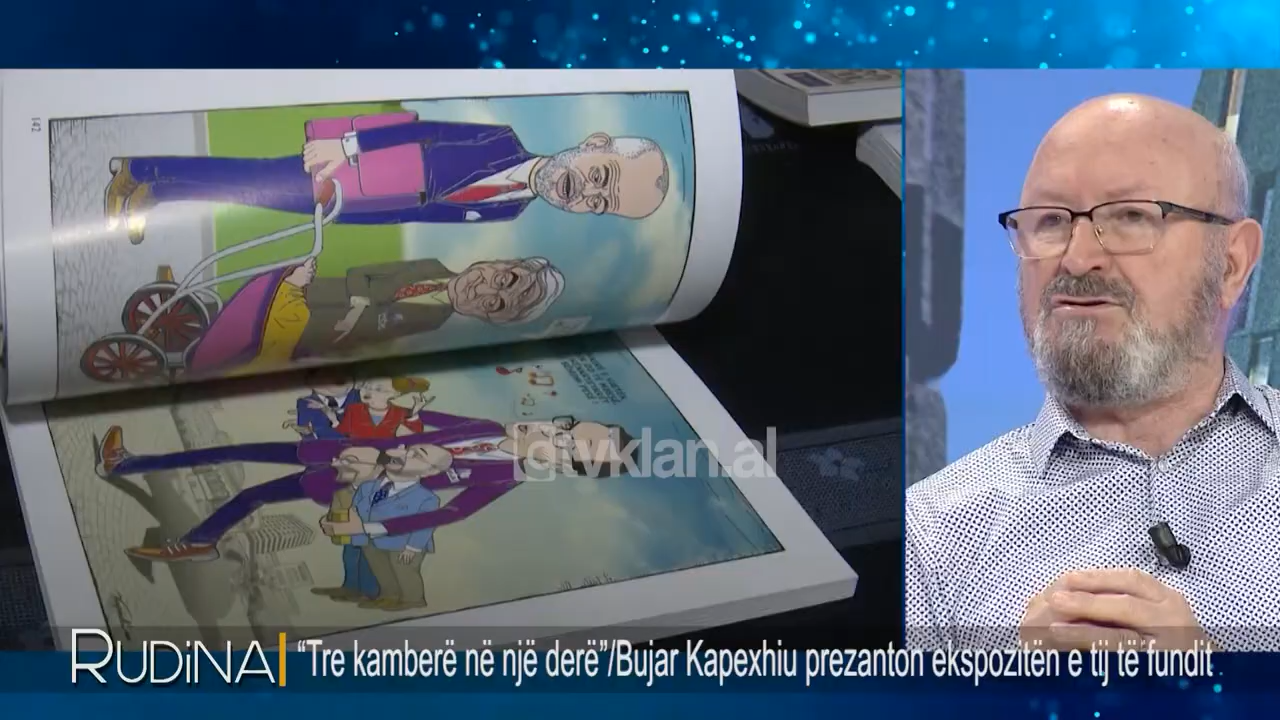 142
tvklan.al
RUDiNA
“Tre kamberë në një derë”/Bujar Kapexhiu prezanton ekspozitën e tij të fundit